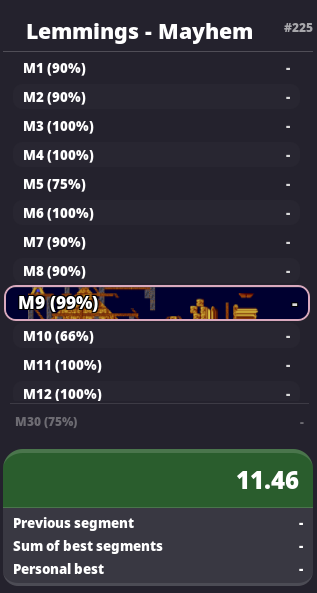 Lemmings - Mayhem #225
M1 (90%) -
M2 (90%) -
M3 (100%) -
M4 (100%) -
M5 (75%) -
M6 (100%) -
M7 (90%) -
M8 (90%) -
M9 (99%) -
M10 (66%) -
M11 (100%) -
M12 (100%) -
M30 (75%) -
11.46
Previous segment -
Sum of best segments -
Personal best -